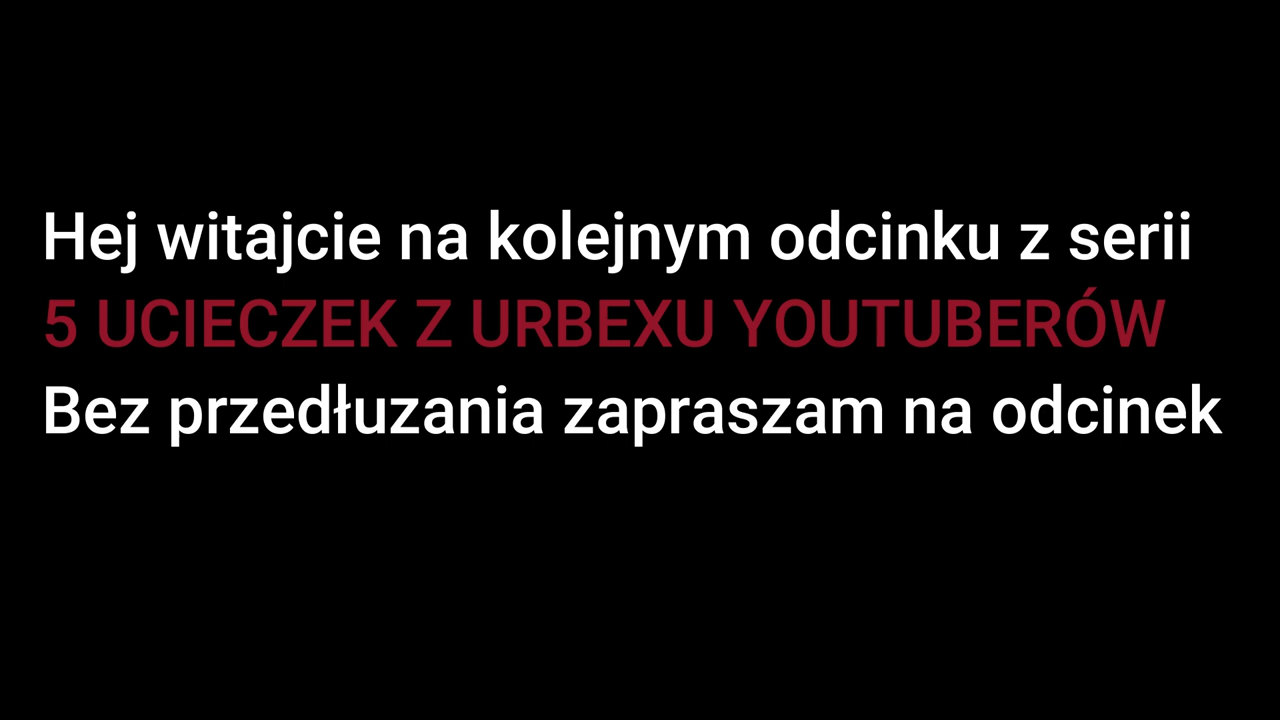 Hej witajcie na kolejnym odcinku z serii
5 UCIECZEK Z URBEXU YOUTUBERÓW
Bez przedłuzania zapraszam na odcinek